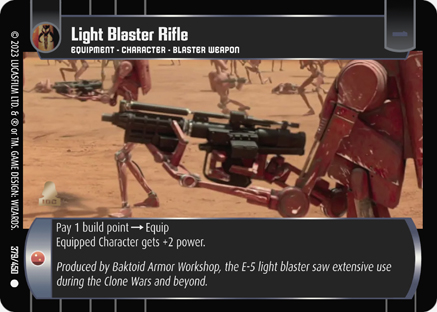 Light Blaster Rifle
EQUIPMENT • CHARACTER • BLASTER WEAPON
Pay 1 build point → Equip
Equipped Character gets +2 power.
Produced by Baktoid Armor Workshop, the E-5 light blaster saw extensive use
during the Clone Wars and beyond.
© 2023 LUCASFILM LTD. & ® or TM. GAME DESIGN: WIZARDS.